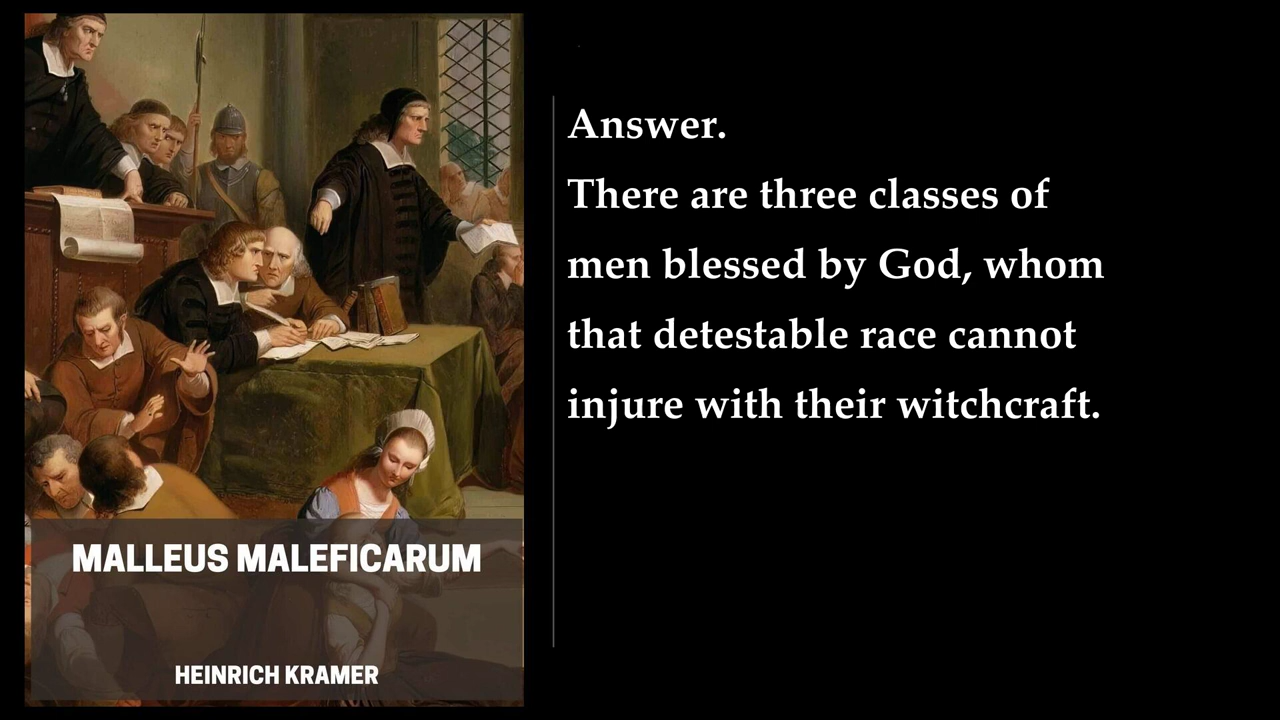 MALLEUS MALEFICARUM
HEINRICH KRAMER
Answer.
There are three classes of
men blessed by God, whom
that detestable race cannot
injure with their witchcraft.